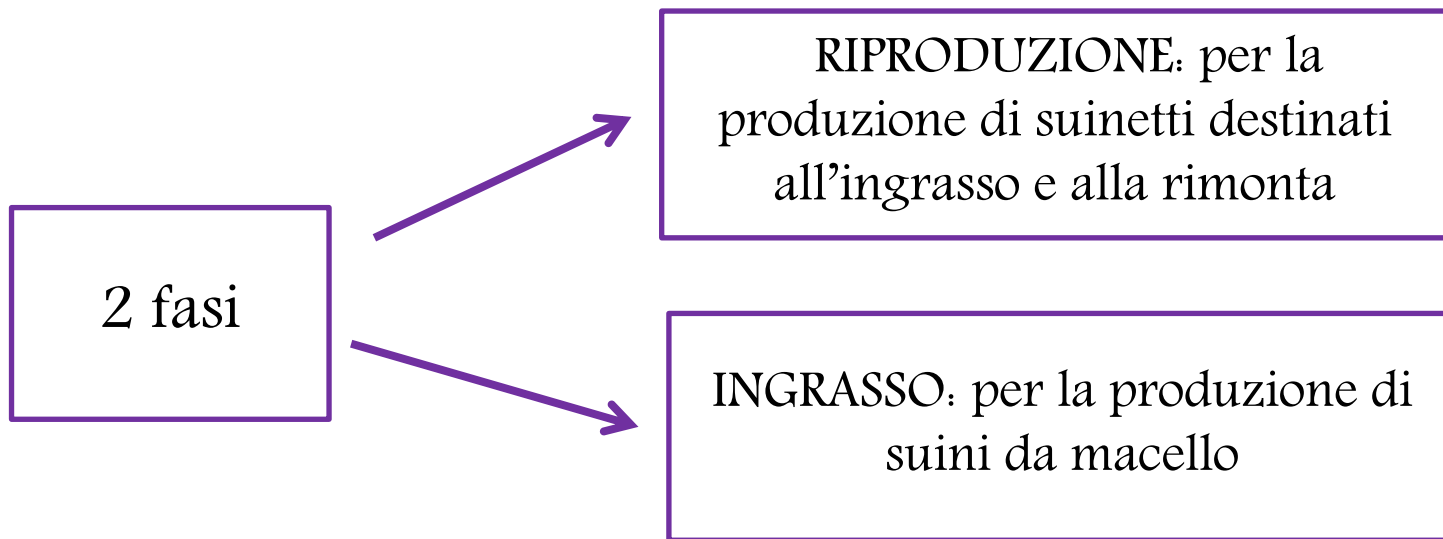 RIPRODUZIONE: per la
produzione di suinetti destinati
all'ingrasso e alla rimonta
2 fasi
INGRASSO: per la produzione di
suini da macello